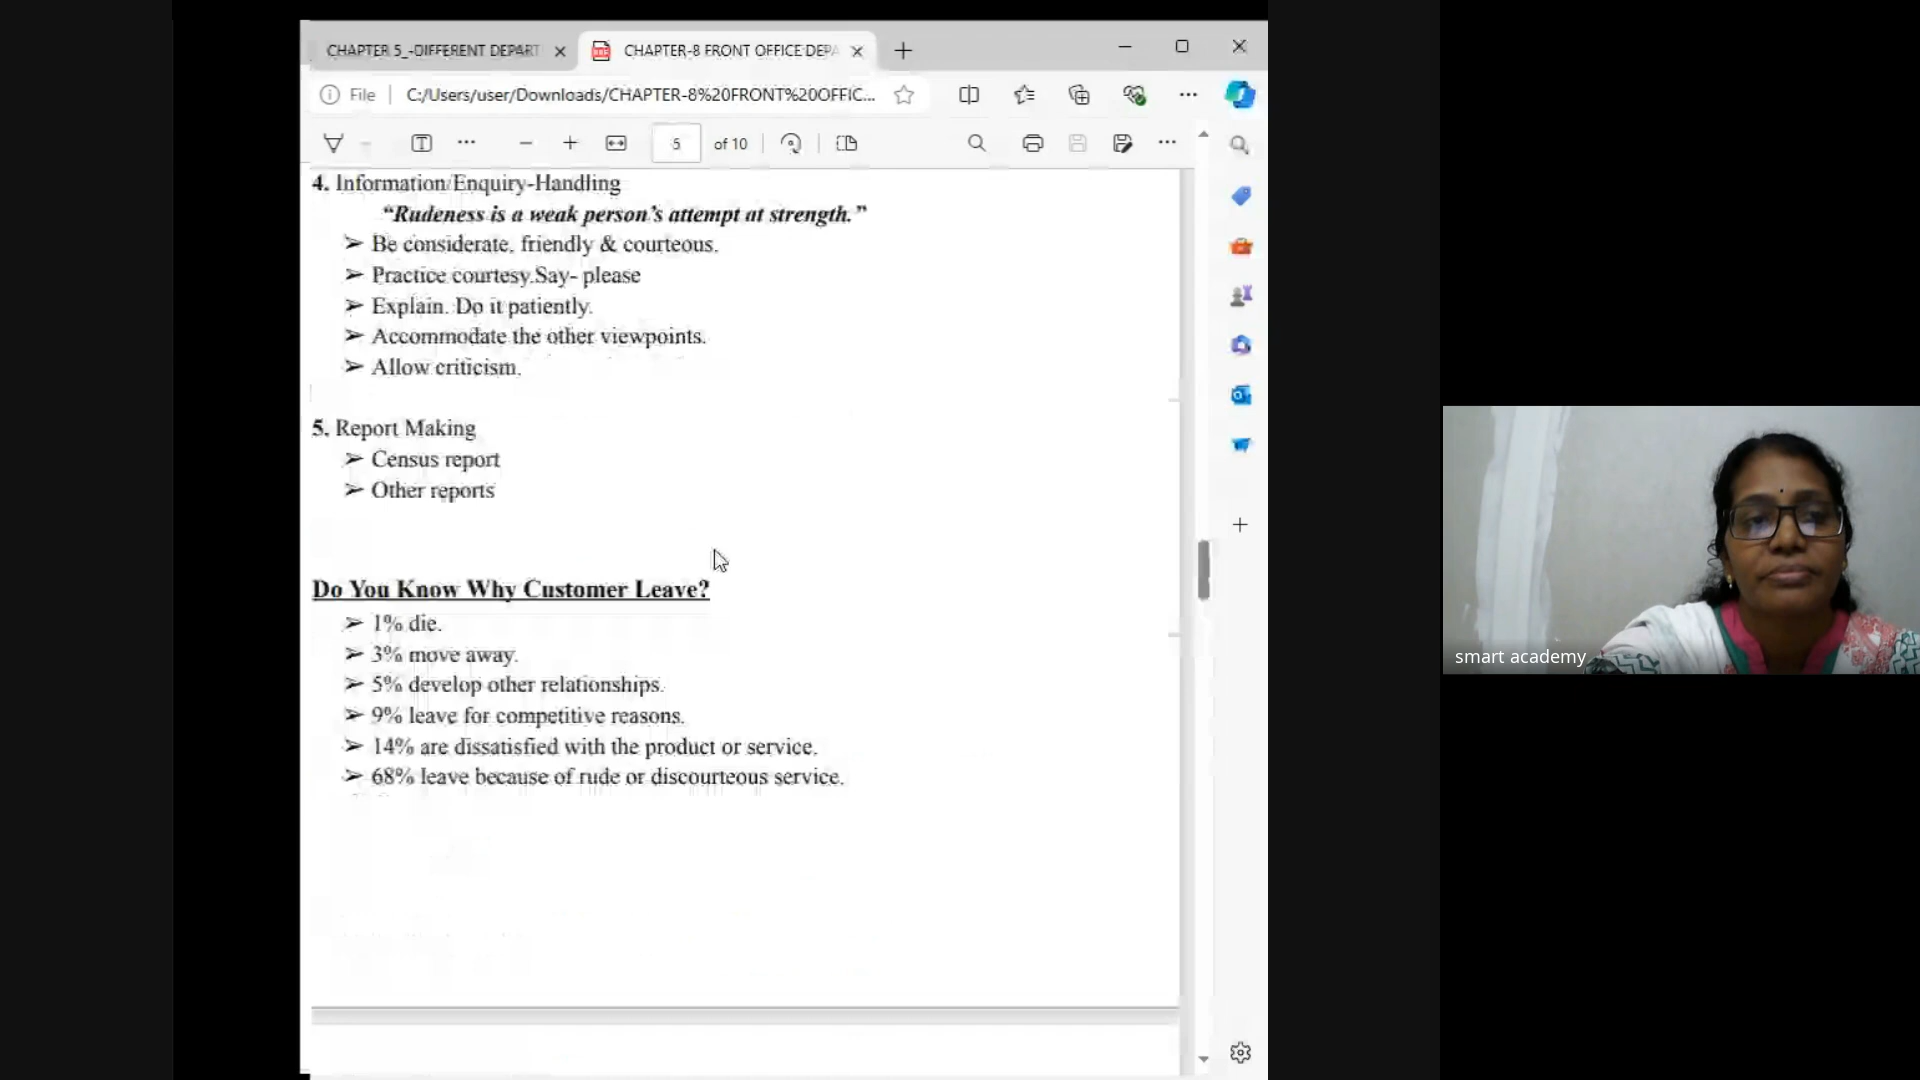 CHAPTER 5_-DIFFERENT DEPART
CHAPTER-8 FRONT OFFICE DEPA
File
C:/Users/user/Downloads/CHAPTER-8%20FRONT%20OFFIC...
5 of 10
4. Information/Enquiry-Handling
“Rudeness is a weak person’s attempt at strength.”
➢ Be considerate, friendly & courteous.
➢ Practice courtesy.Say- please
➢ Explain. Do it patiently.
➢ Accommodate the other viewpoints.
➢ Allow criticism.
5. Report Making
➢ Census report
➢ Other reports
Do You Know Why Customer Leave?
➢ 1% die.
➢ 3% move away.
➢ 5% develop other relationships.
➢ 9% leave for competitive reasons.
➢ 14% are dissatisfied with the product or service.
➢ 68% leave because of rude or discourteous service.
smart academy